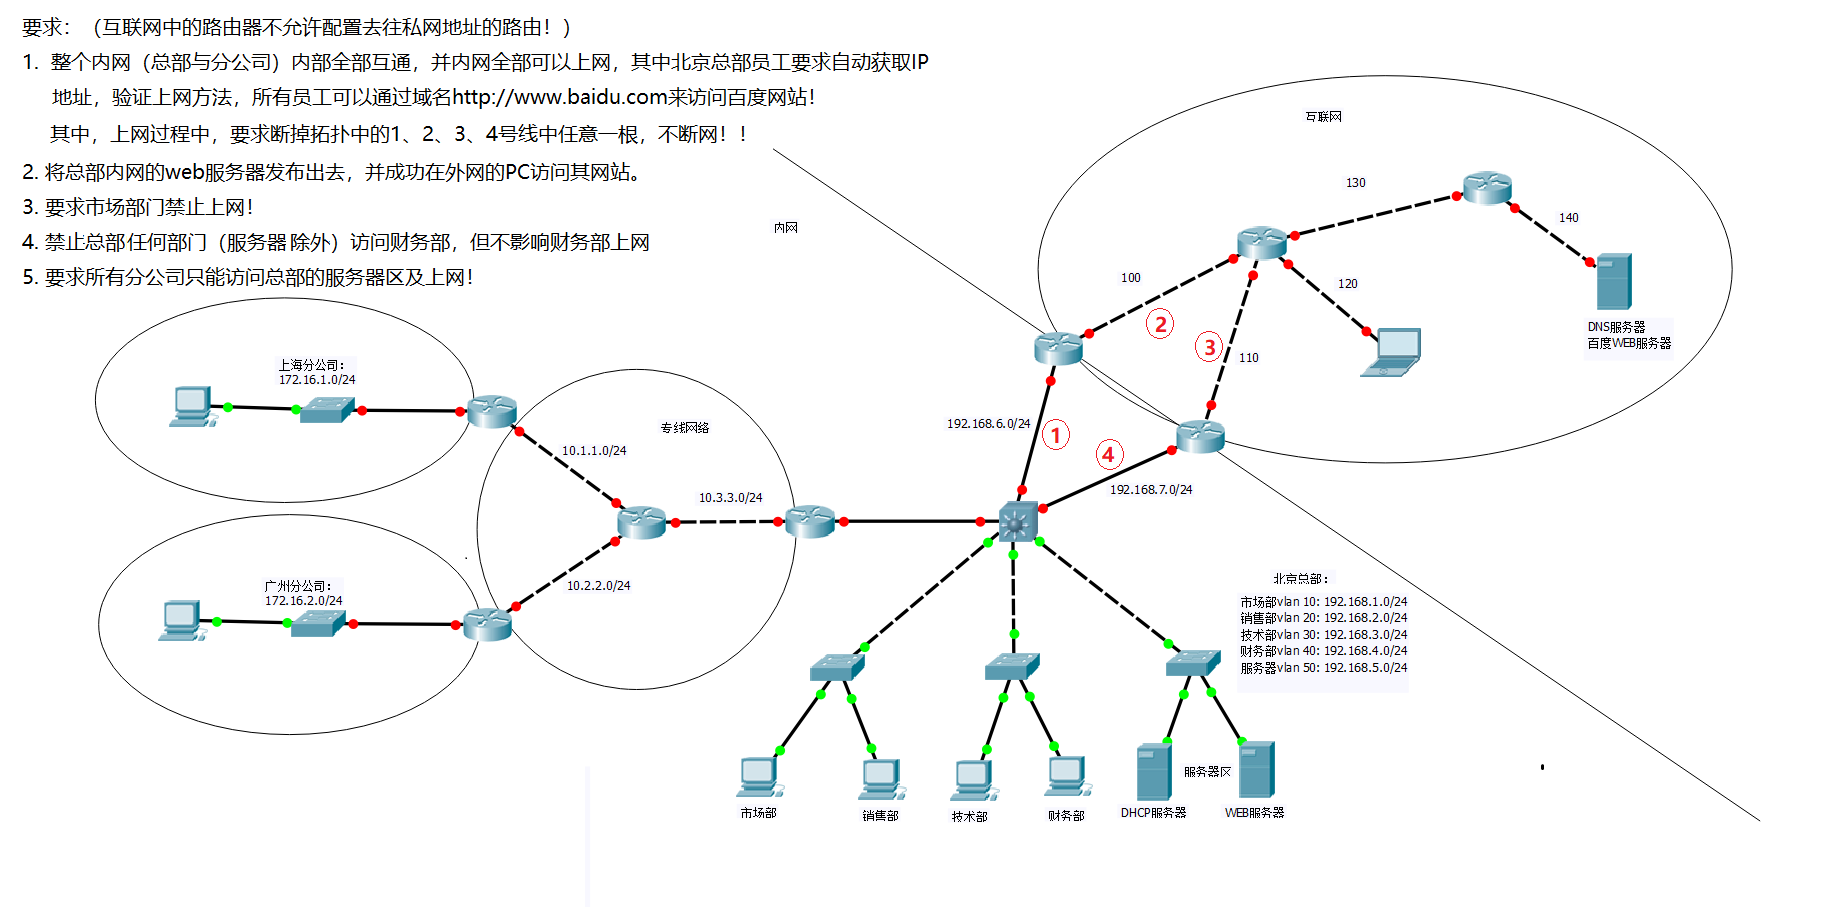 要求：（互联网中的路由器不允许配置去往私网地址的路由！）
1. 整个内网（总部与分公司）内部全部互通，并内网全部可以上网，其中北京总部员工要求自动获取IP
地址，验证上网方法，所有员工可以通过域名http://www.baidu.com来访问百度网站！
其中，上网过程中，要求断掉拓扑中的1、2、3、4号线中任意一根，不断网！！
2. 将总部内网的web服务器发布出去，并成功在外网的PC访问其网站。
3. 要求市场部门禁止上网！
4. 禁止总部任何部门（服务器除外）访问财务部，但不影响财务部上网
5. 要求所有分公司只能访问总部的服务器区及上网！
互联网
内网
130
140
100
120
2
3
110
DNS服务器
百度WEB服务器
上海分公司：
172.16.1.0/24
专线网络
192.168.6.0/24
1
4
10.1.1.0/24
192.168.7.0/24
10.3.3.0/24
10.2.2.0/24
广州分公司：
172.16.2.0/24
北京总部：
市场部vlan 10: 192.168.1.0/24
销售部vlan 20: 192.168.2.0/24
技术部vlan 30: 192.168.3.0/24
财务部vlan 40: 192.168.4.0/24
服务器vlan 50: 192.168.5.0/24
服务器区
市场部
销售部
技术部
财务部
DHCP服务器
WEB服务器